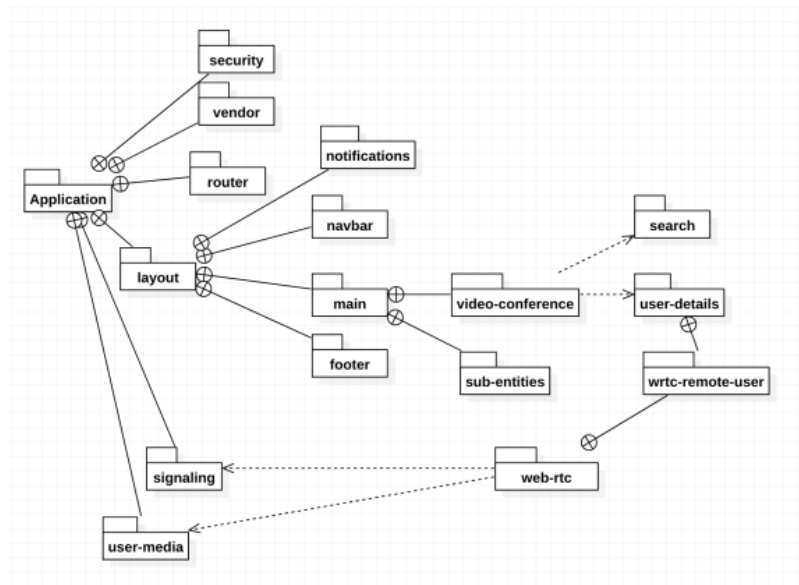 security
vendor
notifications
router
Application
navbar
search
layout
main
video-conference
user-details
footer
sub-entities
wrtc-remote-user
signaling
web-rtc
user-media